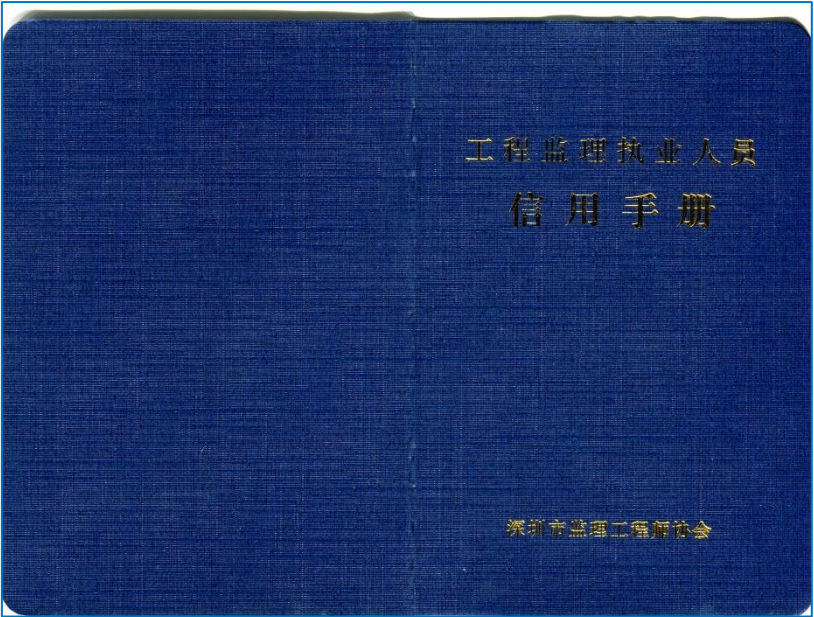 工程监理执业人员
信用手册
深圳市监理工程师协会